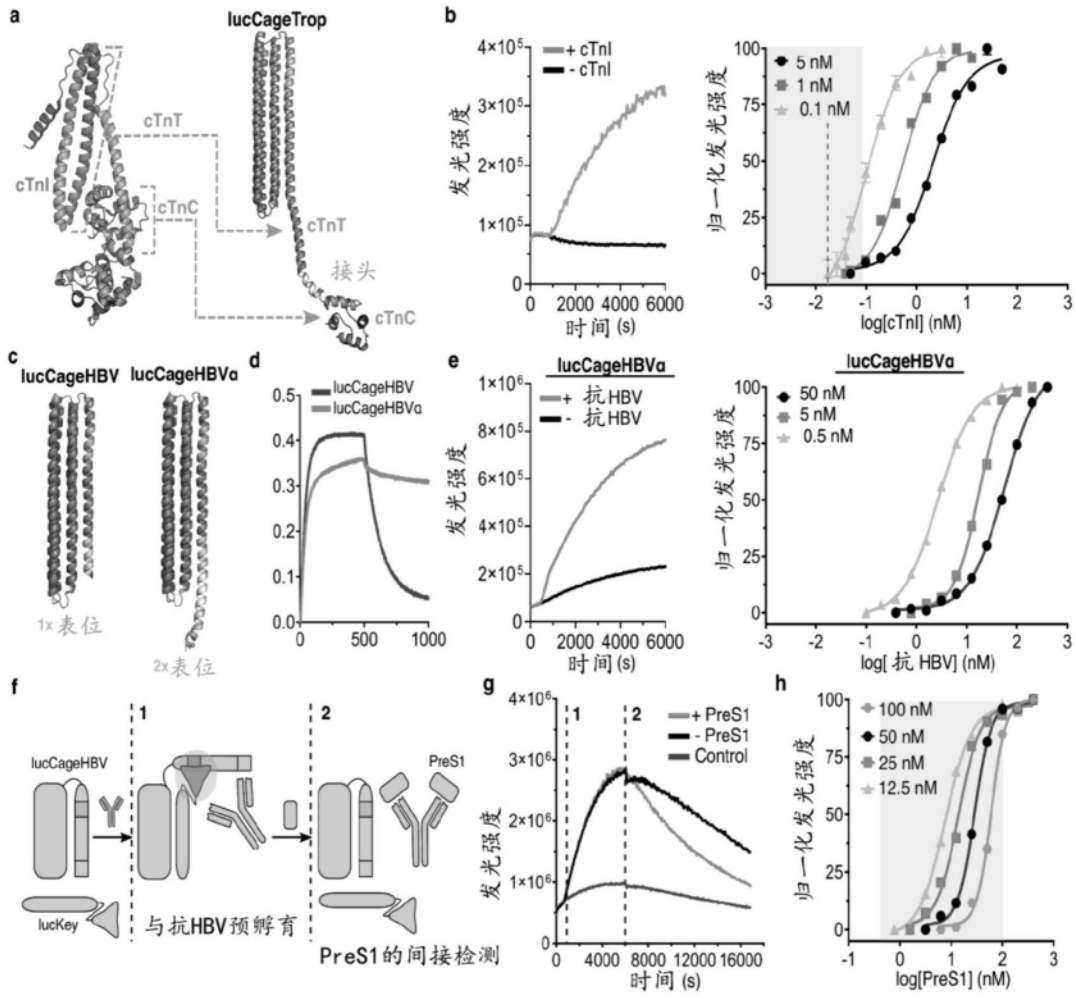 a
lucCageTrop
cTnT
cTnI
cTnC
cTnT
接头
cTnC
b
4×10⁵
3×10⁵
2×10⁵
1×10⁵
0
发光强度
+ cTnI
- cTnI
0 2000 4000 6000
时间 (s)
100
75
50
25
0
归一化发光强度
5 nM
1 nM
0.1 nM
-3 -2 -1 0 1 2 3
log[cTnI] (nM)
c
lucCageHBV
lucCageHBVα
1x表位
2x表位
d
lucCageHBV
lucCageHBVα
0.5
0.4
0.3
0.2
0.1
0.0
0 500 1000
e
lucCageHBVα
1×10⁶
8×10⁵
6×10⁵
4×10⁵
2×10⁵
0
发光强度
+ 抗HBV
- 抗HBV
0 2000 4000 6000
时间 (s)
lucCageHBVα
100
75
50
25
0
归一化发光强度
50 nM
5 nM
0.5 nM
-3 -2 -1 0 1 2 3
log[ 抗 HBV] (nM)
f
1
2
lucCageHBV
PreS1
lucKey
与抗HBV预孵育
PreS1的间接检测
g
4×10⁶
3×10⁶
2×10⁶
1×10⁶
0
发光强度
1
2
+ PreS1
- PreS1
Control
0 4000 8000 12000 16000
时间 (s)
h
100
75
50
25
0
归一化发光强度
100 nM
50 nM
25 nM
12.5 nM
-1 0 1 2 3
log[PreS1] (nM)